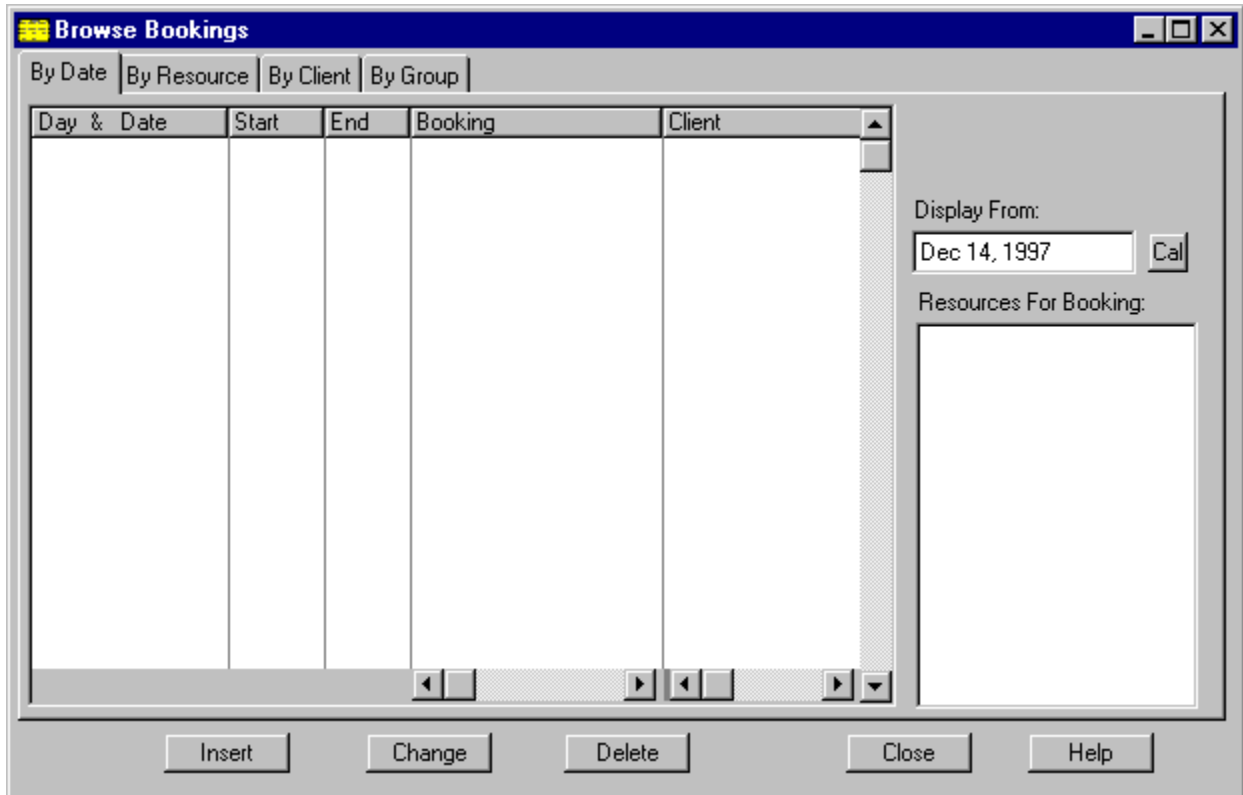 Browse Bookings
By Date By Resource By Client By Group
Day & Date Start End Booking Client
Display From:
Dec 14, 1997 Cal
Resources For Booking:
Insert Change Delete Close Help